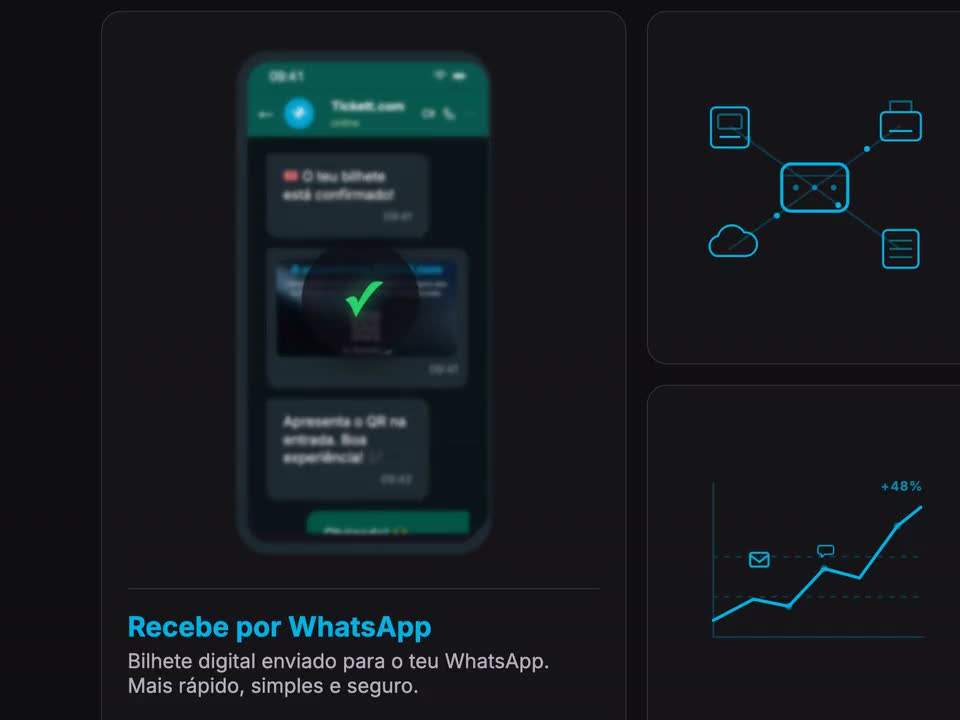 09:41
Tickett.com
online
O teu bilhete
está confirmado!
09:41
09:41
Apresenta o QR na
entrada. Boa
experiência!
09:42
Obrigado!
+48%
Recebe por WhatsApp
Bilhete digital enviado para o teu WhatsApp.
Mais rápido, simples e seguro.